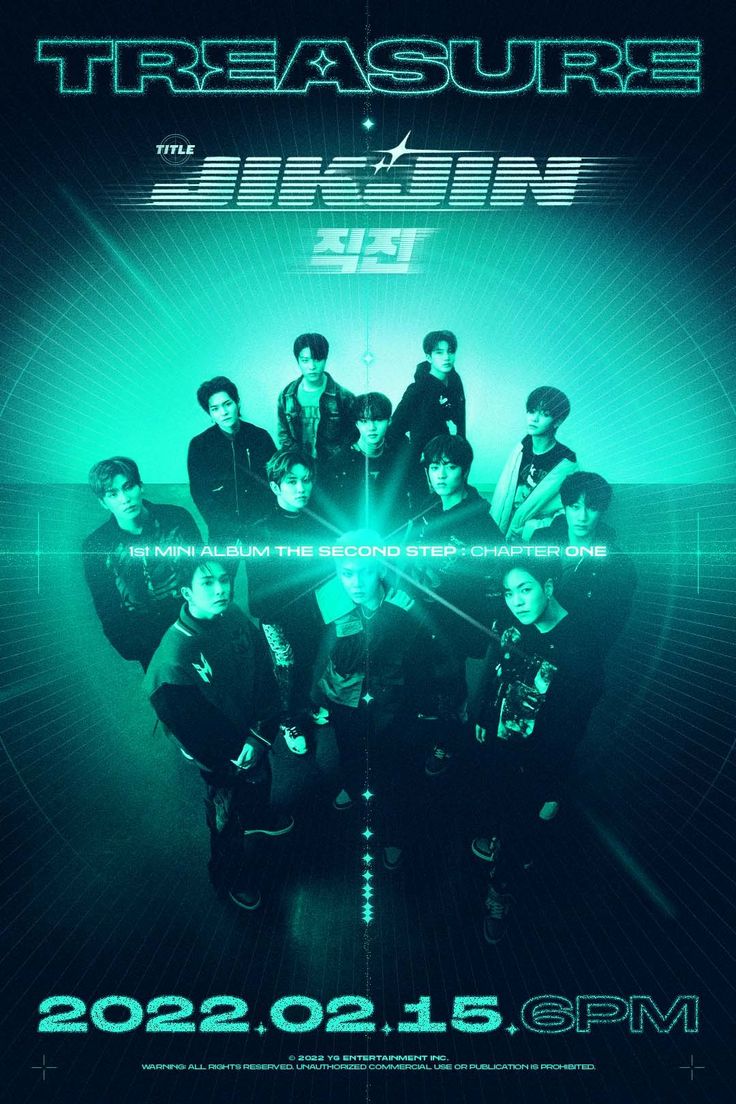 TREASURE
TITLE
JIKJIN
직진
1st MINI ALBUM THE SECOND STEP : CHAPTER ONE
2022.02.15.6PM
© 2022 YG ENTERTAINMENT INC.
WARNING: ALL RIGHTS RESERVED. UNAUTHORIZED COMMERCIAL USE OR PUBLICATION IS PROHIBITED.